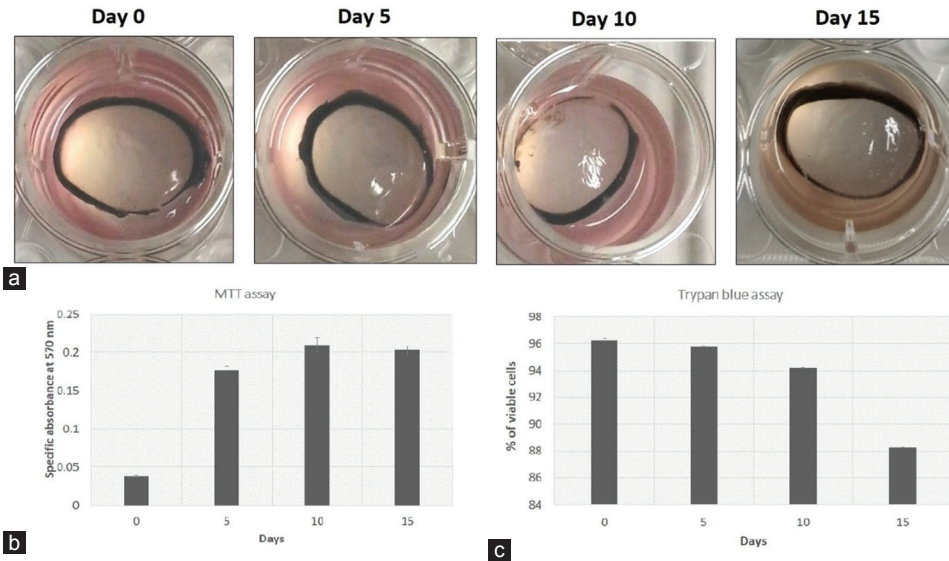 Day 0
Day 5
Day 10
Day 15
a
MTT assay
Specific absorbance at 570 nm
0.25
0.2
0.15
0.1
0.05
0
0
5
10
15
Days
b
Trypan blue assay
% of viable cells
98
96
94
92
90
88
86
84
0
5
10
15
Days
c